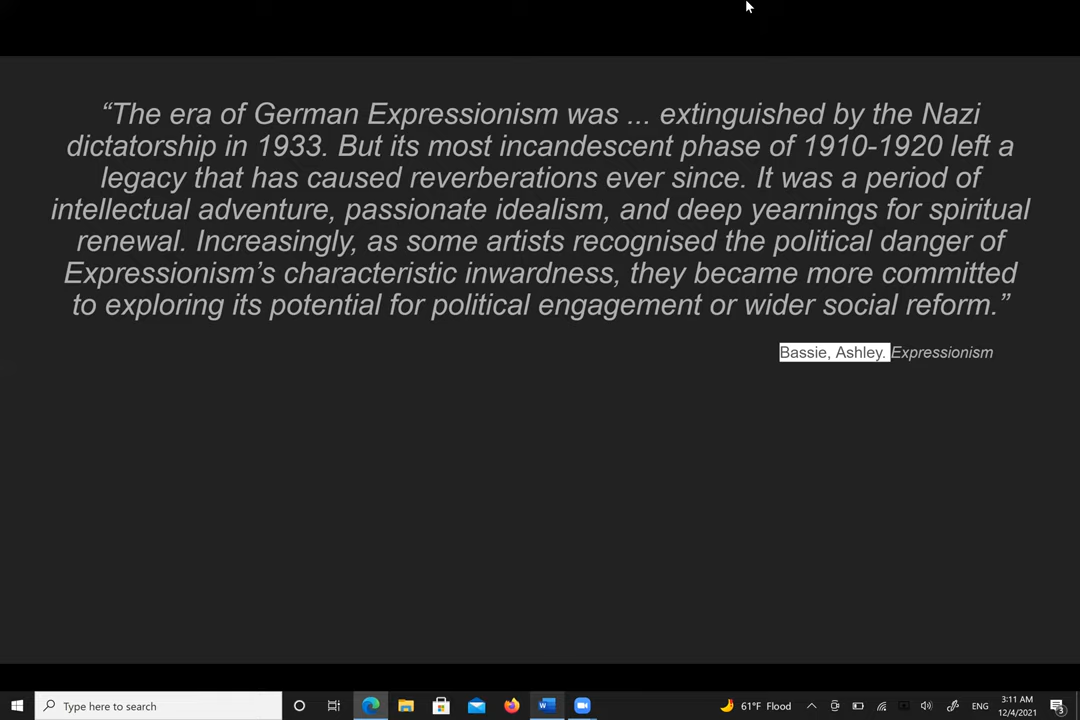 “The era of German Expressionism was ... extinguished by the Nazi
dictatorship in 1933. But its most incandescent phase of 1910-1920 left a
legacy that has caused reverberations ever since. It was a period of
intellectual adventure, passionate idealism, and deep yearnings for spiritual
renewal. Increasingly, as some artists recognised the political danger of
Expressionism’s characteristic inwardness, they became more committed
to exploring its potential for political engagement or wider social reform.”
Bassie, Ashley. Expressionism
Type here to search
61°F Flood
ENG
3:11 AM
12/4/2021
3